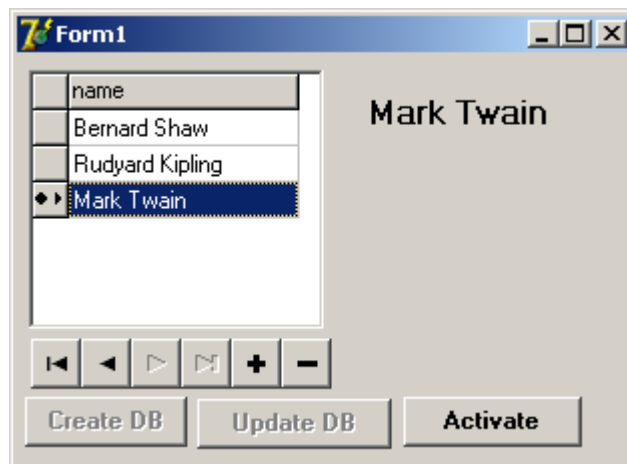 Form1
name
Bernard Shaw
Rudyard Kipling
Mark Twain
Mark Twain
Create DB
Update DB
Activate